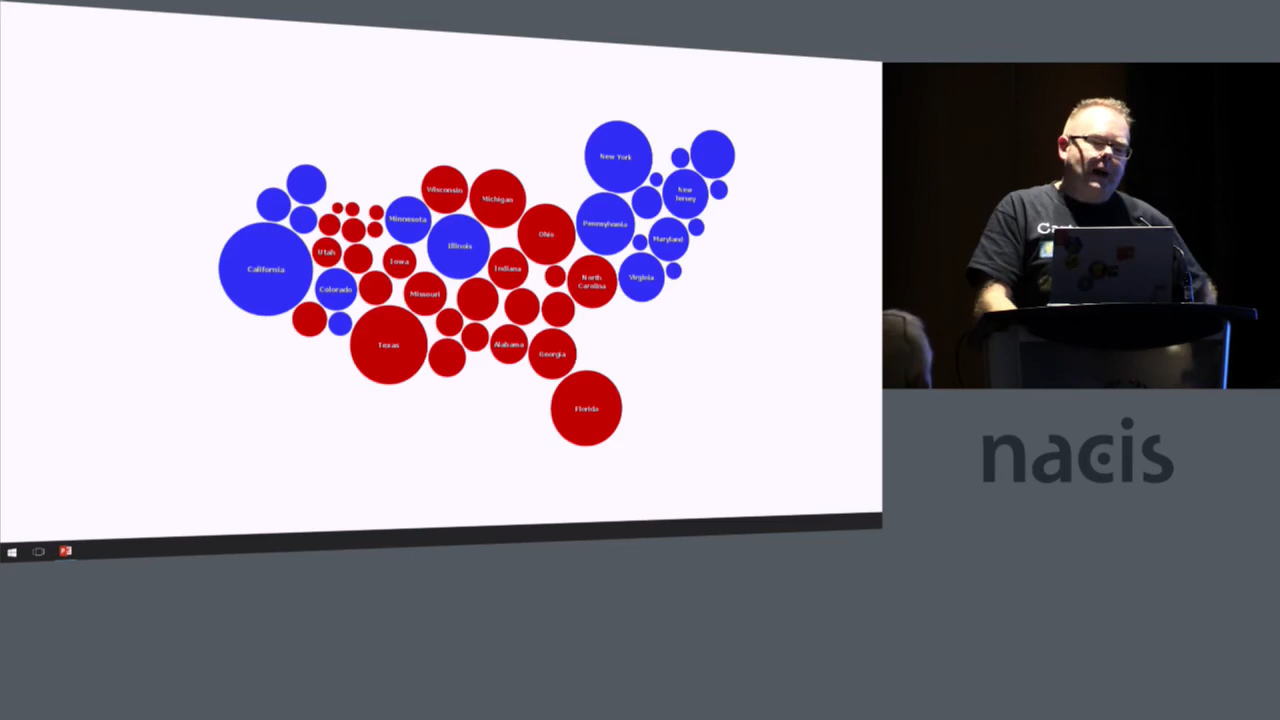 New York
Wisconsin
Michigan
New
Jersey
Minnesota
Pennsylvania
Ohio
Illinois
Maryland
Utah
Iowa
California
Indiana
Virginia
North
Carolina
Colorado
Missouri
Texas
Alabama
Georgia
Florida
nacis